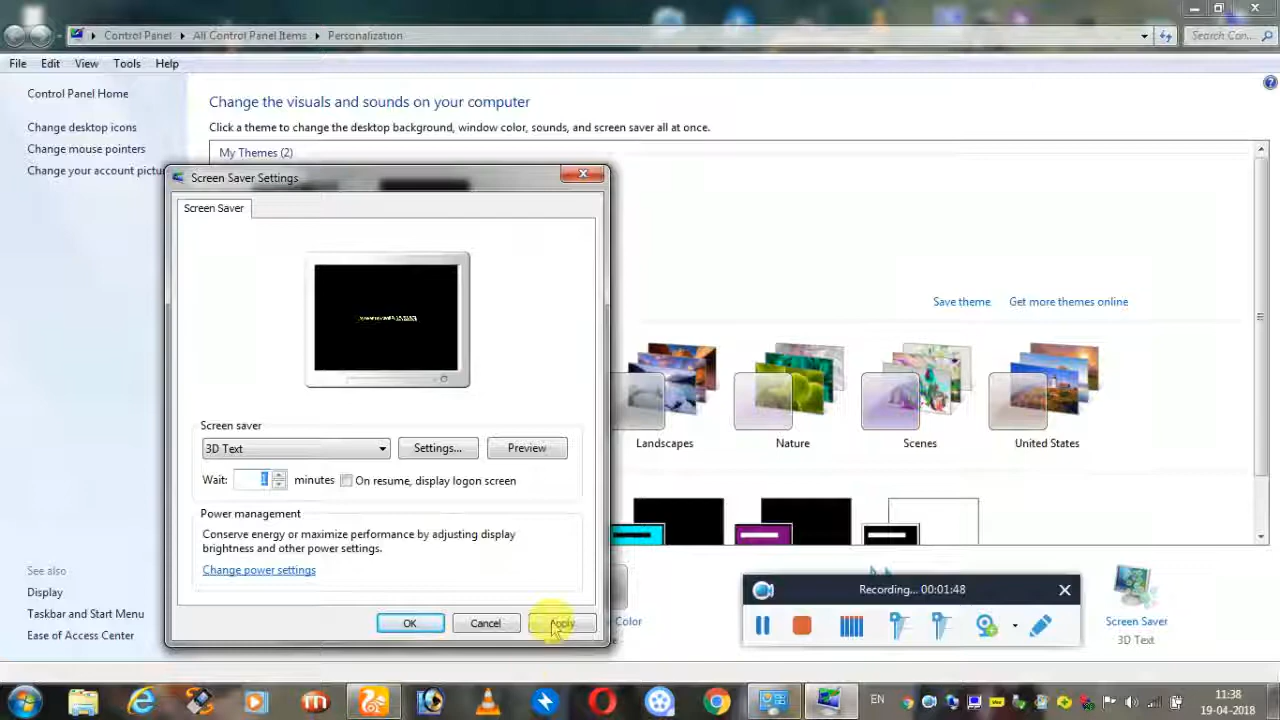 Control Panel
All Control Panel Items
Personalization
Search Con...
File
Edit
View
Tools
Help
Control Panel Home
Change desktop icons
Change mouse pointers
Change your account pictu
Change the visuals and sounds on your computer
Click a theme to change the desktop background, window color, sounds, and screen saver all at once.
My Themes (2)
Screen Saver Settings
Screen Saver
Screen saver
3D Text
Settings...
Preview
Wait:
1
minutes
On resume, display logon screen
Power management
Conserve energy or maximize performance by adjusting display
brightness and other power settings.
Change power settings
OK
Cancel
Apply
Save theme
Get more themes online
Landscapes
Nature
Scenes
United States
See also
Display
Taskbar and Start Menu
Ease of Access Center
Color
Recording... 00:01:48
Screen Saver
3D Text
EN
11:38
19-04-2018